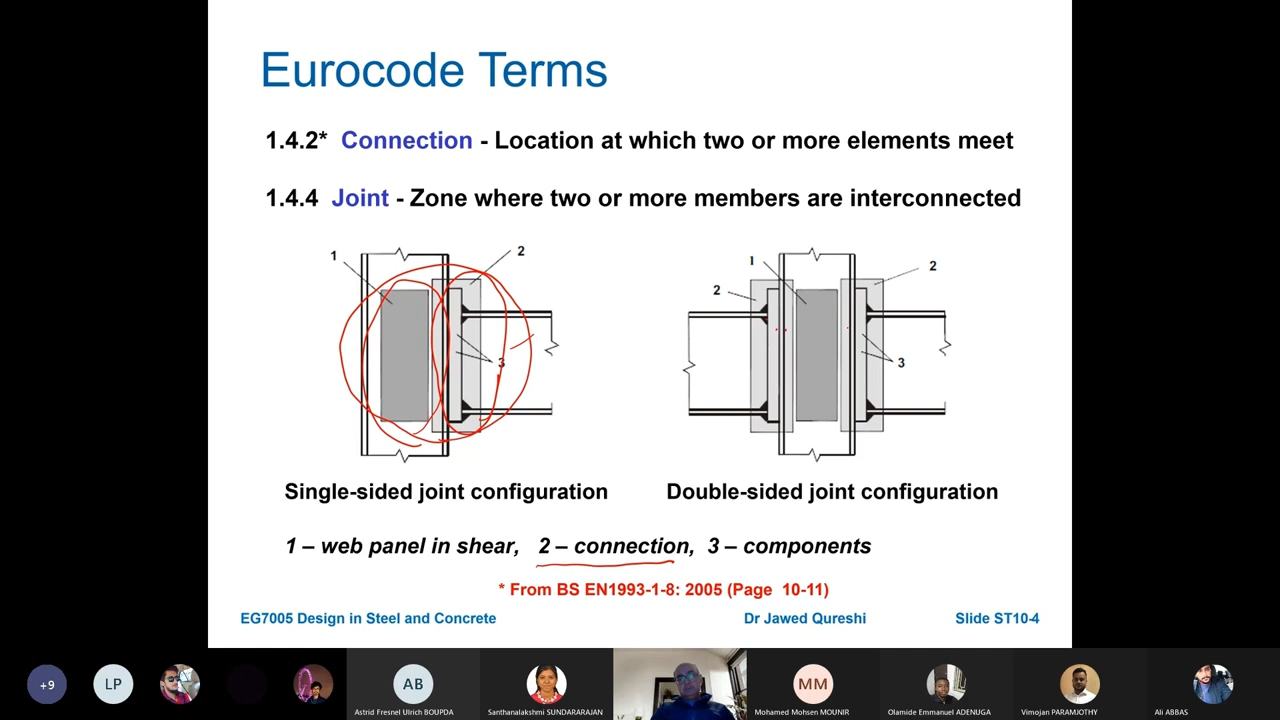 Eurocode Terms
1.4.2* Connection - Location at which two or more elements meet
1.4.4 Joint - Zone where two or more members are interconnected
1
2
3
1
2
2
3
Single-sided joint configuration
Double-sided joint configuration
1 – web panel in shear, 2 – connection, 3 – components
* From BS EN1993-1-8: 2005 (Page 10-11)
EG7005 Design in Steel and Concrete
Dr Jawed Qureshi
Slide ST10-4
+9
LP
AB
MM
Astrid Fresnel Ulrich BOUPDA
Santhanalakshmi SUNDARARAJAN
Mohamed Mohsen MOUNIR
Olamide Emmanuel ADENUGA
Vimojan PARAMJOTHY
Ali ABBAS